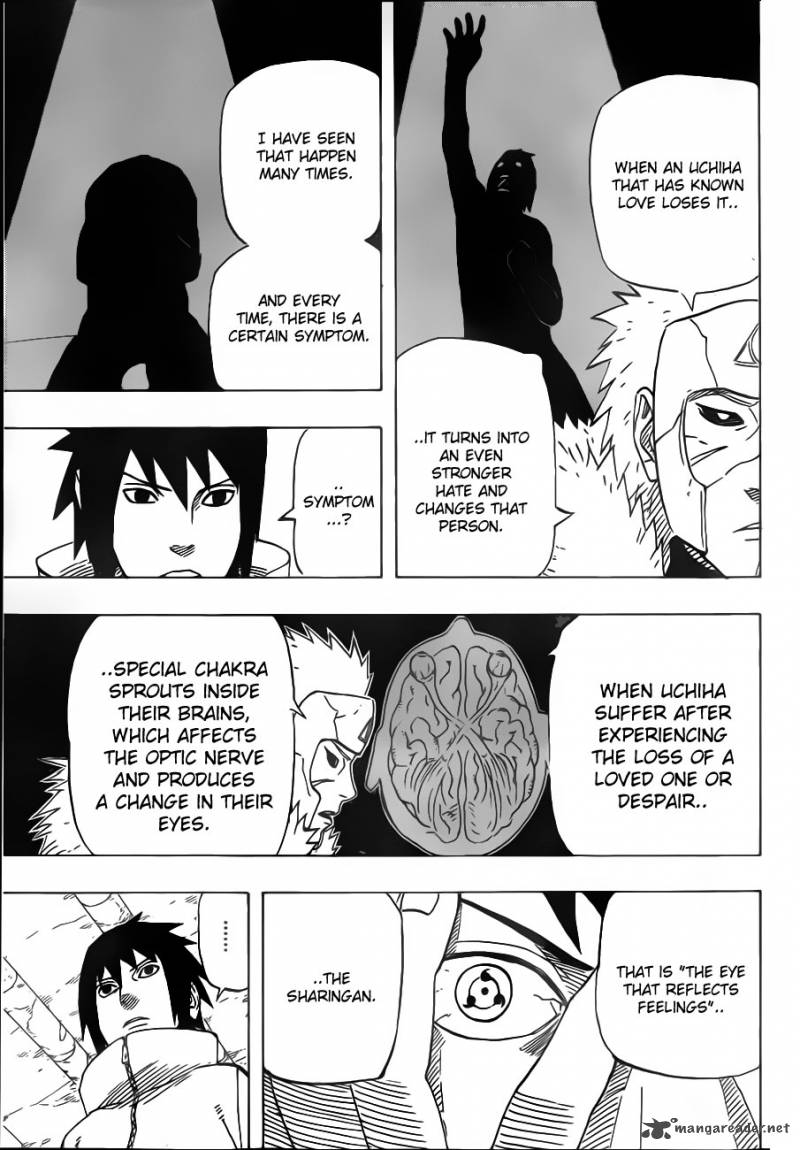 WHEN AN UCHIHA
THAT HAS KNOWN
LOVE LOSES IT..
..IT TURNS INTO
AN EVEN
STRONGER
HATE AND
CHANGES THAT
PERSON.
I HAVE SEEN
THAT HAPPEN
MANY TIMES.
AND EVERY
TIME, THERE IS A
CERTAIN SYMPTOM.
..
SYMPTOM
...?
WHEN UCHIHA
SUFFER AFTER
EXPERIENCING
THE LOSS OF A
LOVED ONE OR
DESPAIR..
..SPECIAL CHAKRA
SPROUTS INSIDE
THEIR BRAINS,
WHICH AFFECTS
THE OPTIC NERVE
AND PRODUCES
A CHANGE IN THEIR
EYES.
THAT IS "THE EYE
THAT REFLECTS
FEELINGS"..
..THE
SHARINGAN.
........
mangareader.net